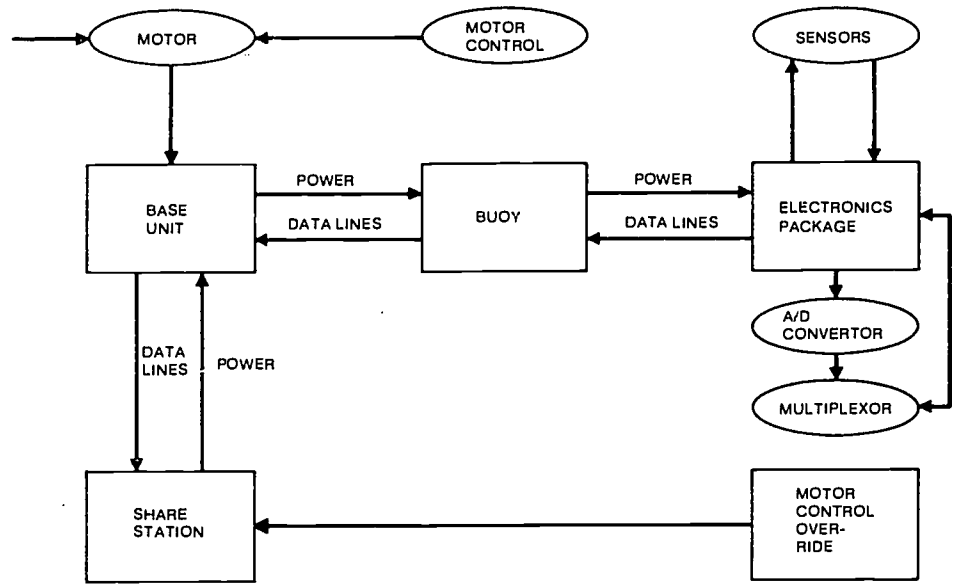 MOTOR
MOTOR
CONTROL
SENSORS
BASE
UNIT
POWER
DATA LINES
BUOY
POWER
DATA LINES
ELECTRONICS
PACKAGE
A/D
CONVERTOR
MULTIPLEXOR
DATA
LINES
POWER
SHARE
STATION
MOTOR
CONTROL
OVER-
RIDE